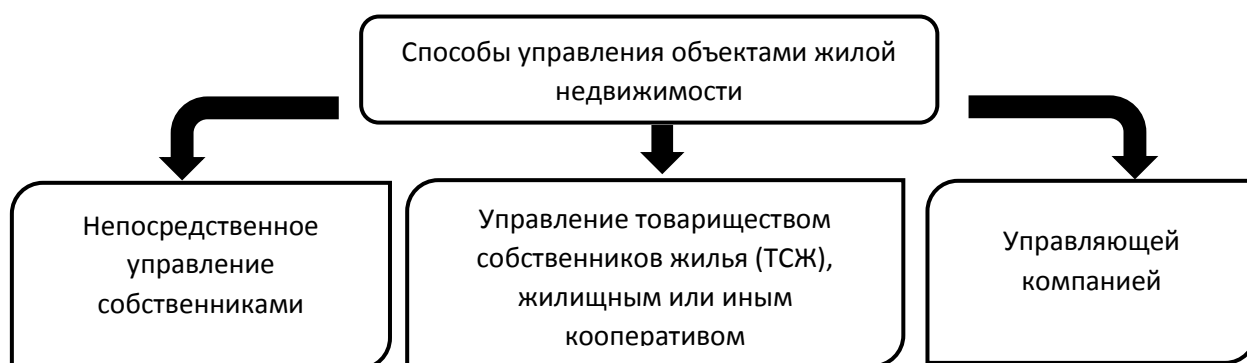 Способы управления объектами жилой
недвижимости
Непосредственное
управление
собственниками
Управление товариществом
собственников жилья (ТСЖ),
жилищным или иным
кооперативом
Управляющей
компанией